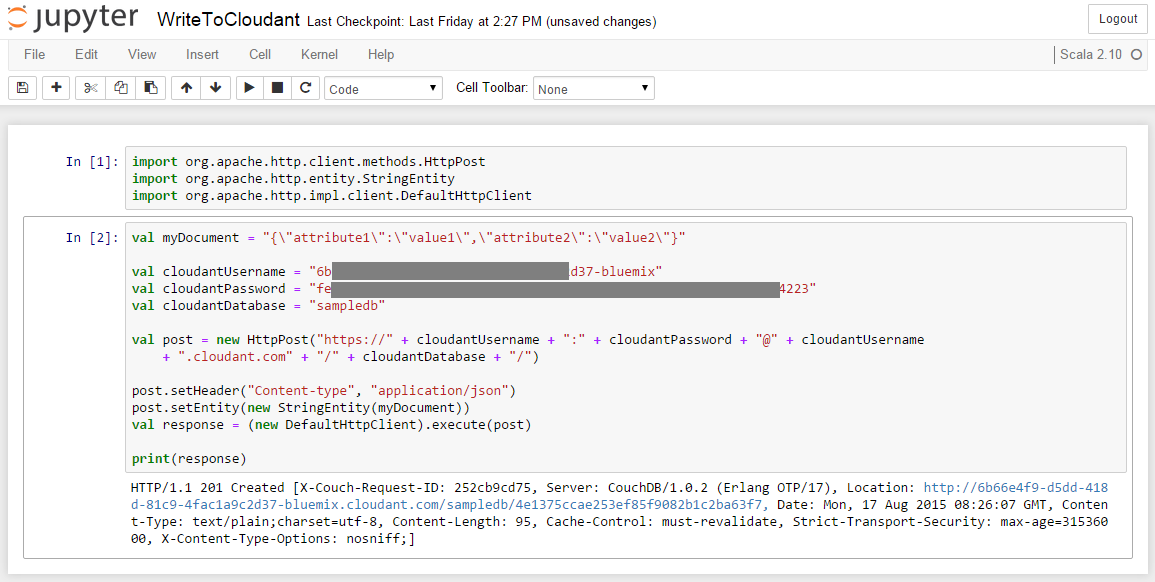 jupyter WriteToCloudant Last Checkpoint: Last Friday at 2:27 PM (unsaved changes) Logout
File Edit View Insert Cell Kernel Help Scala 2.10
Code Cell Toolbar: None
In [1]: import org.apache.http.client.methods.HttpPost
import org.apache.http.entity.StringEntity
import org.apache.http.impl.client.DefaultHttpClient
In [2]: val myDocument = "{\"attribute1\":\"value1\",\"attribute2\":\"value2\"}"
val cloudantUsername = "6b d37-bluemix"
val cloudantPassword = "fe 4223"
val cloudantDatabase = "sampledb"
val post = new HttpPost("https://" + cloudantUsername + ":" + cloudantPassword + "@" + cloudantUsername
+ ".cloudant.com" + "/" + cloudantDatabase + "/")
post.setHeader("Content-type", "application/json")
post.setEntity(new StringEntity(myDocument))
val response = (new DefaultHttpClient).execute(post)
print(response)
HTTP/1.1 201 Created [X-Couch-Request-ID: 252cb9cd75, Server: CouchDB/1.0.2 (Erlang OTP/17), Location: http://6b66e4f9-d5dd-418
d-81c9-4fac1a9c2d37-bluemix.cloudant.com/sampledb/4e1375ccae253ef85f9082b1c2ba63f7, Date: Mon, 17 Aug 2015 08:26:07 GMT, Conten
t-Type: text/plain;charset=utf-8, Content-Length: 95, Cache-Control: must-revalidate, Strict-Transport-Security: max-age=315360
00, X-Content-Type-Options: nosniff;]